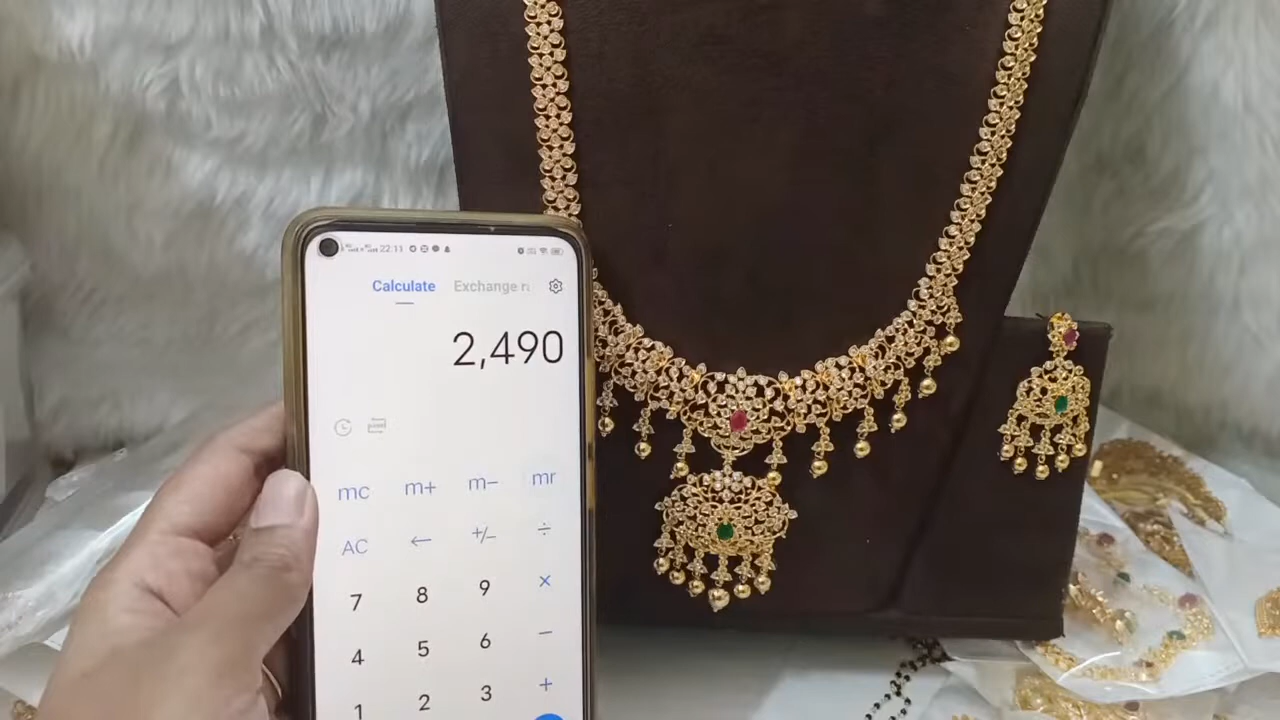 22:11
Calculate Exchange r
2,490
mc m+ m− mr
AC ← +/− ÷
7 8 9 ×
4 5 6 −
1 2 3 +